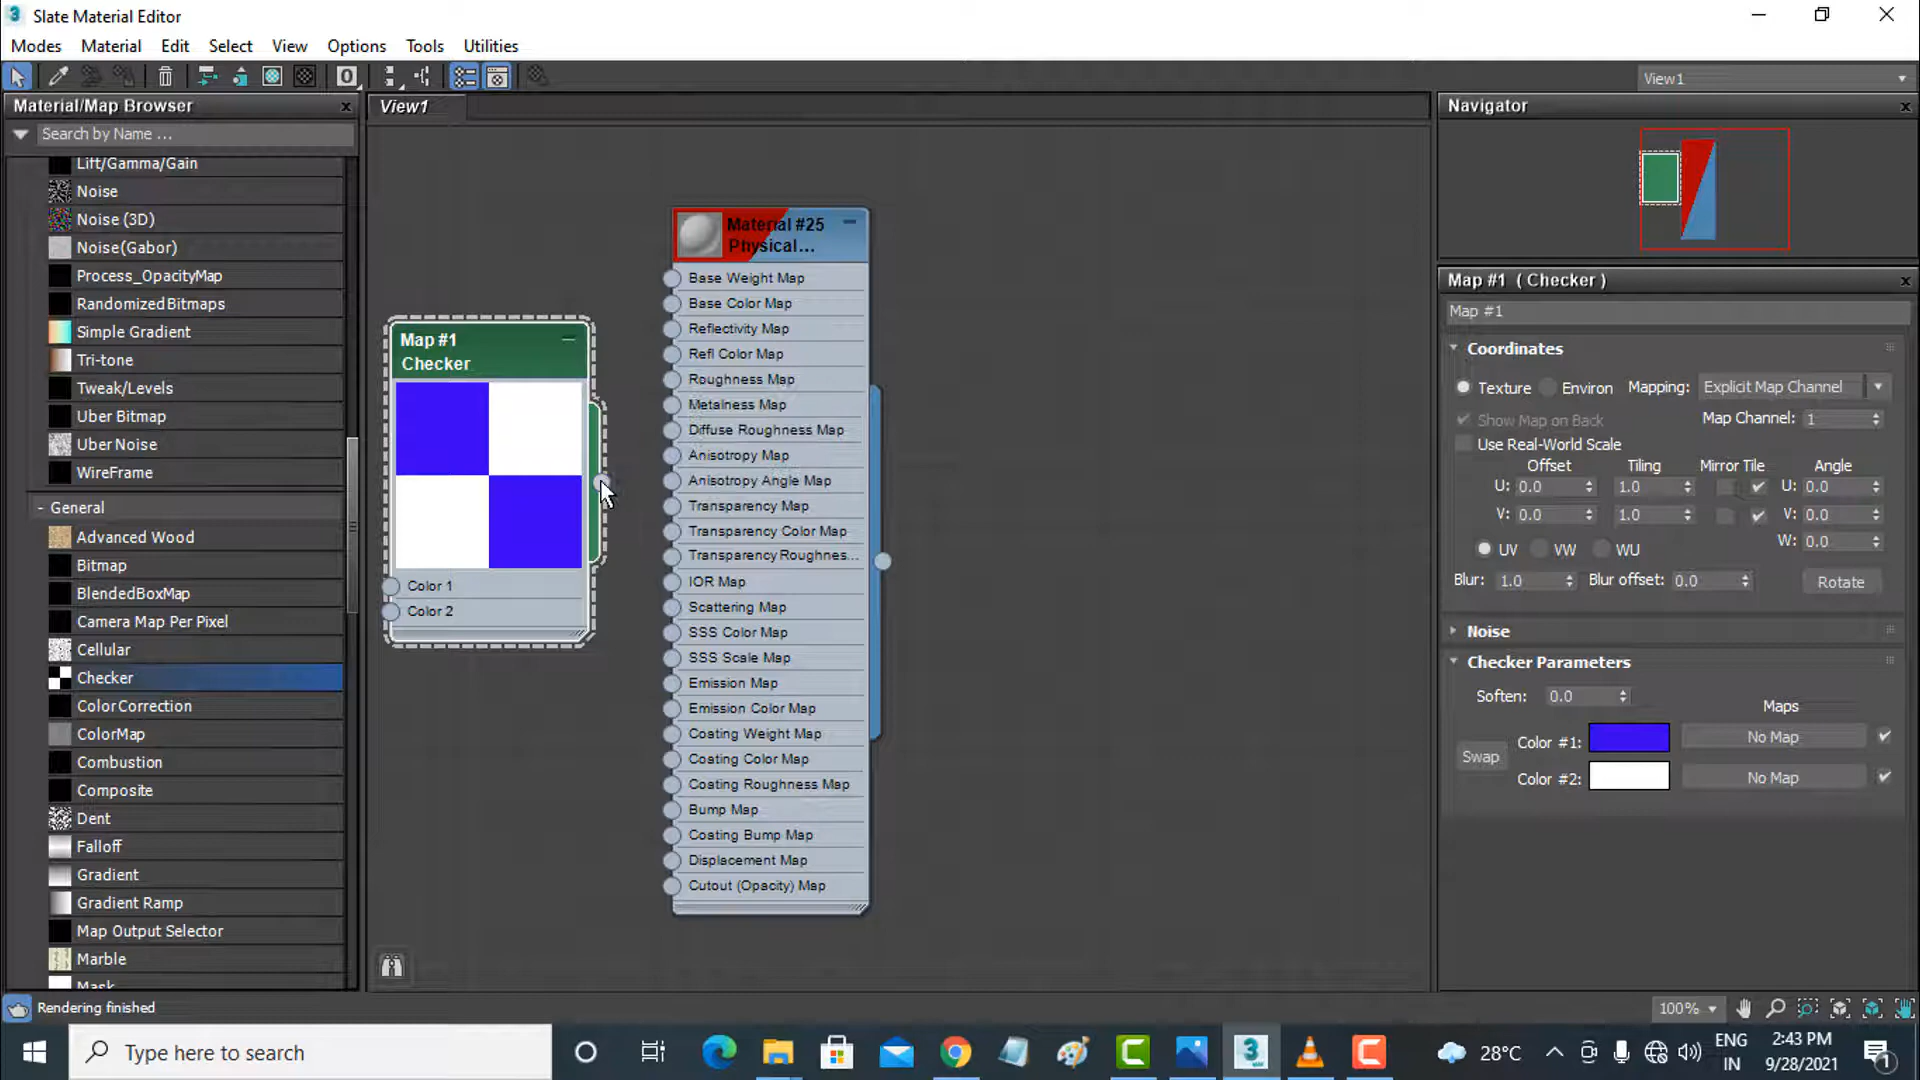 Slate Material Editor
Modes Material Edit Select View Options Tools Utilities
View1
Material/Map Browser
Search by Name ...
Lift/Gamma/Gain
Noise
Noise (3D)
Noise(Gabor)
Process_OpacityMap
RandomizedBitmaps
Simple Gradient
Tri-tone
Tweak/Levels
Uber Bitmap
Uber Noise
WireFrame
- General
Advanced Wood
Bitmap
BlendedBoxMap
Camera Map Per Pixel
Cellular
Checker
ColorCorrection
ColorMap
Combustion
Composite
Dent
Falloff
Gradient
Gradient Ramp
Map Output Selector
Marble
Mask
View1
Map #1
Checker
Color 1
Color 2
Material #25
Physical...
Base Weight Map
Base Color Map
Reflectivity Map
Refl Color Map
Roughness Map
Metalness Map
Diffuse Roughness Map
Anisotropy Map
Anisotropy Angle Map
Transparency Map
Transparency Color Map
Transparency Roughnes...
IOR Map
Scattering Map
SSS Color Map
SSS Scale Map
Emission Map
Emission Color Map
Coating Weight Map
Coating Color Map
Coating Roughness Map
Bump Map
Coating Bump Map
Displacement Map
Cutout (Opacity) Map
Navigator
Map #1 ( Checker )
Map #1
Coordinates
Texture Environ Mapping: Explicit Map Channel
Show Map on Back Map Channel: 1
Use Real-World Scale
Offset Tiling Mirror Tile Angle
U: 0.0 1.0 U: 0.0
V: 0.0 1.0 V: 0.0
W: 0.0
UV VW WU
Blur: 1.0 Blur offset: 0.0 Rotate
Noise
Checker Parameters
Soften: 0.0
Maps
Color #1: No Map
Swap
Color #2: No Map
Rendering finished
100%
Type here to search
28°C
ENG
IN
2:43 PM
9/28/2021
1